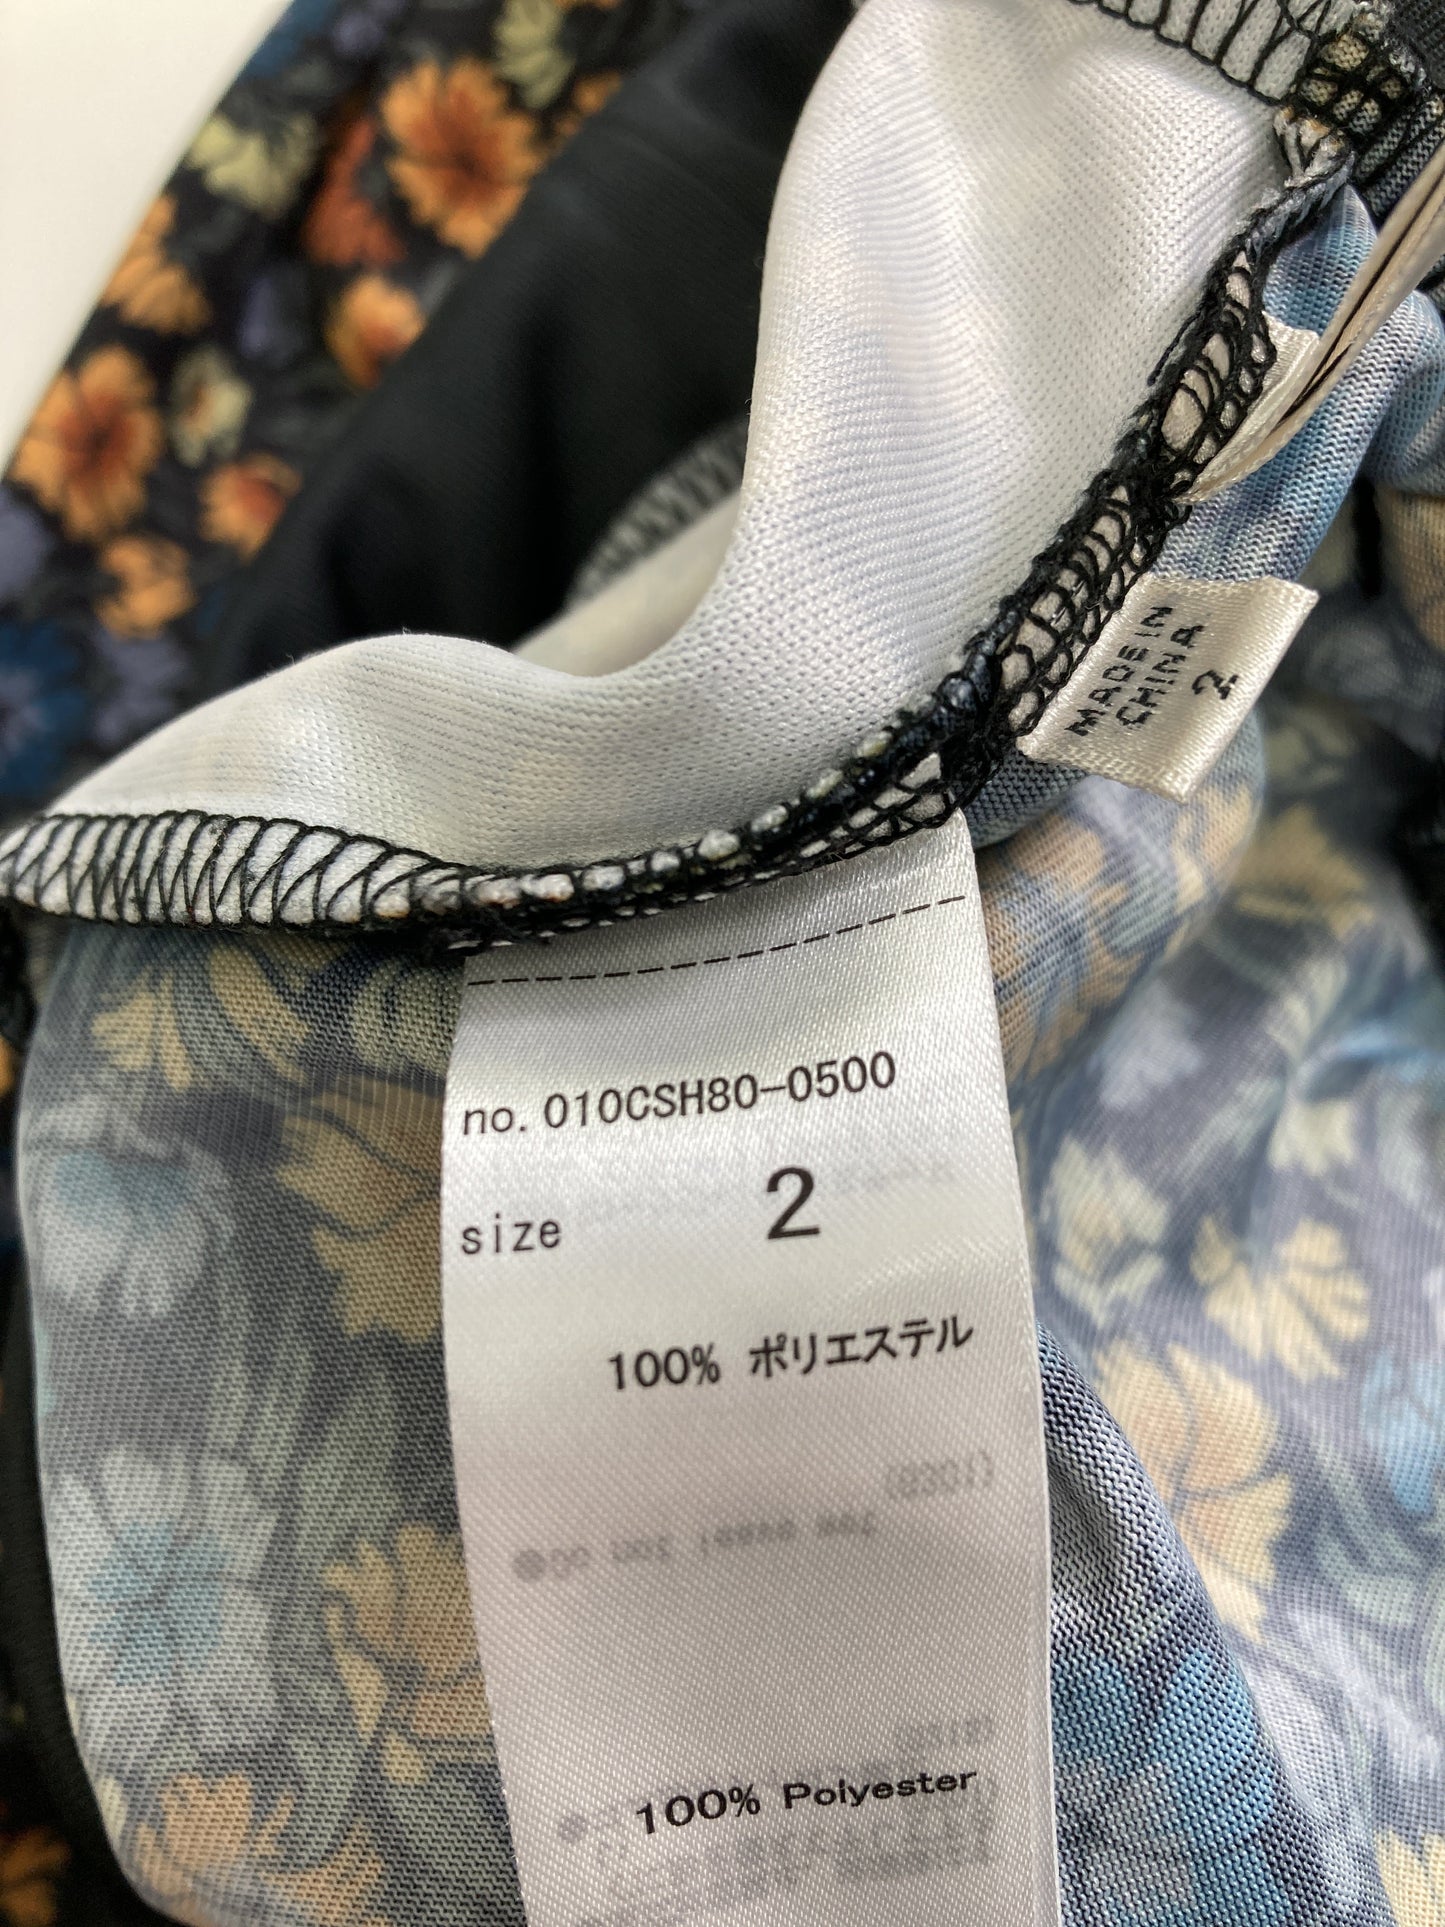 MADE IN
CHINA
2
no. 010CSH80-0500
size 2
100% ポリエステル
100% Polyester